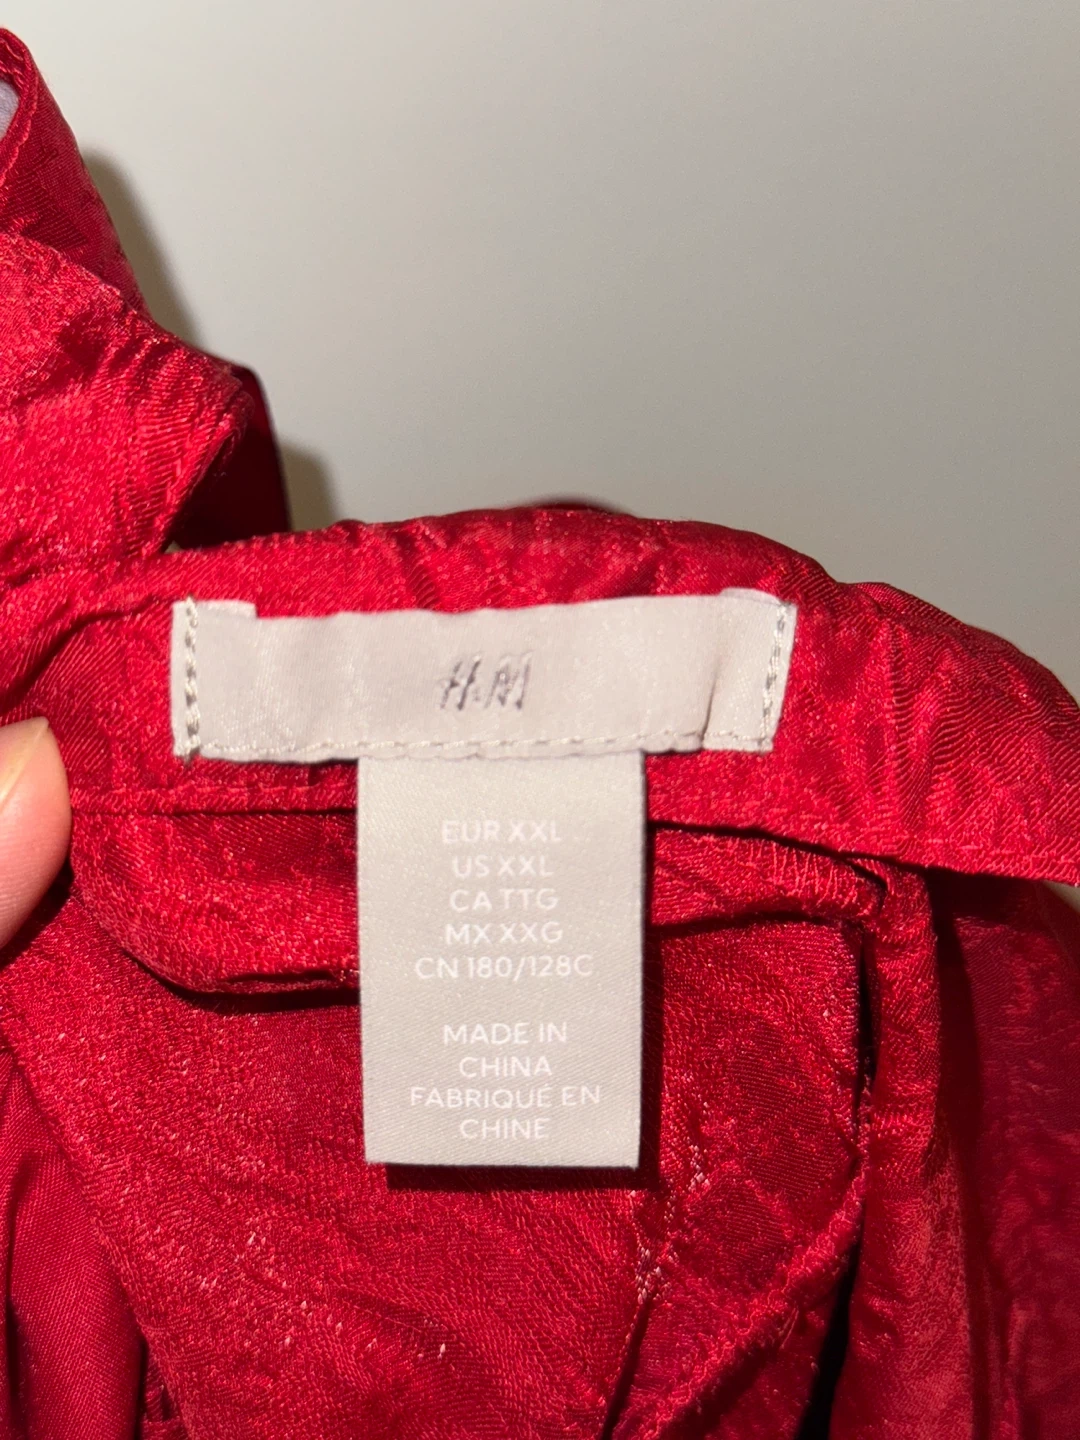 H&M
EUR XXL
US XXL
CA TTG
MX XXG
CN 180/128C
MADE IN
CHINA
FABRIQUÉ EN
CHINE